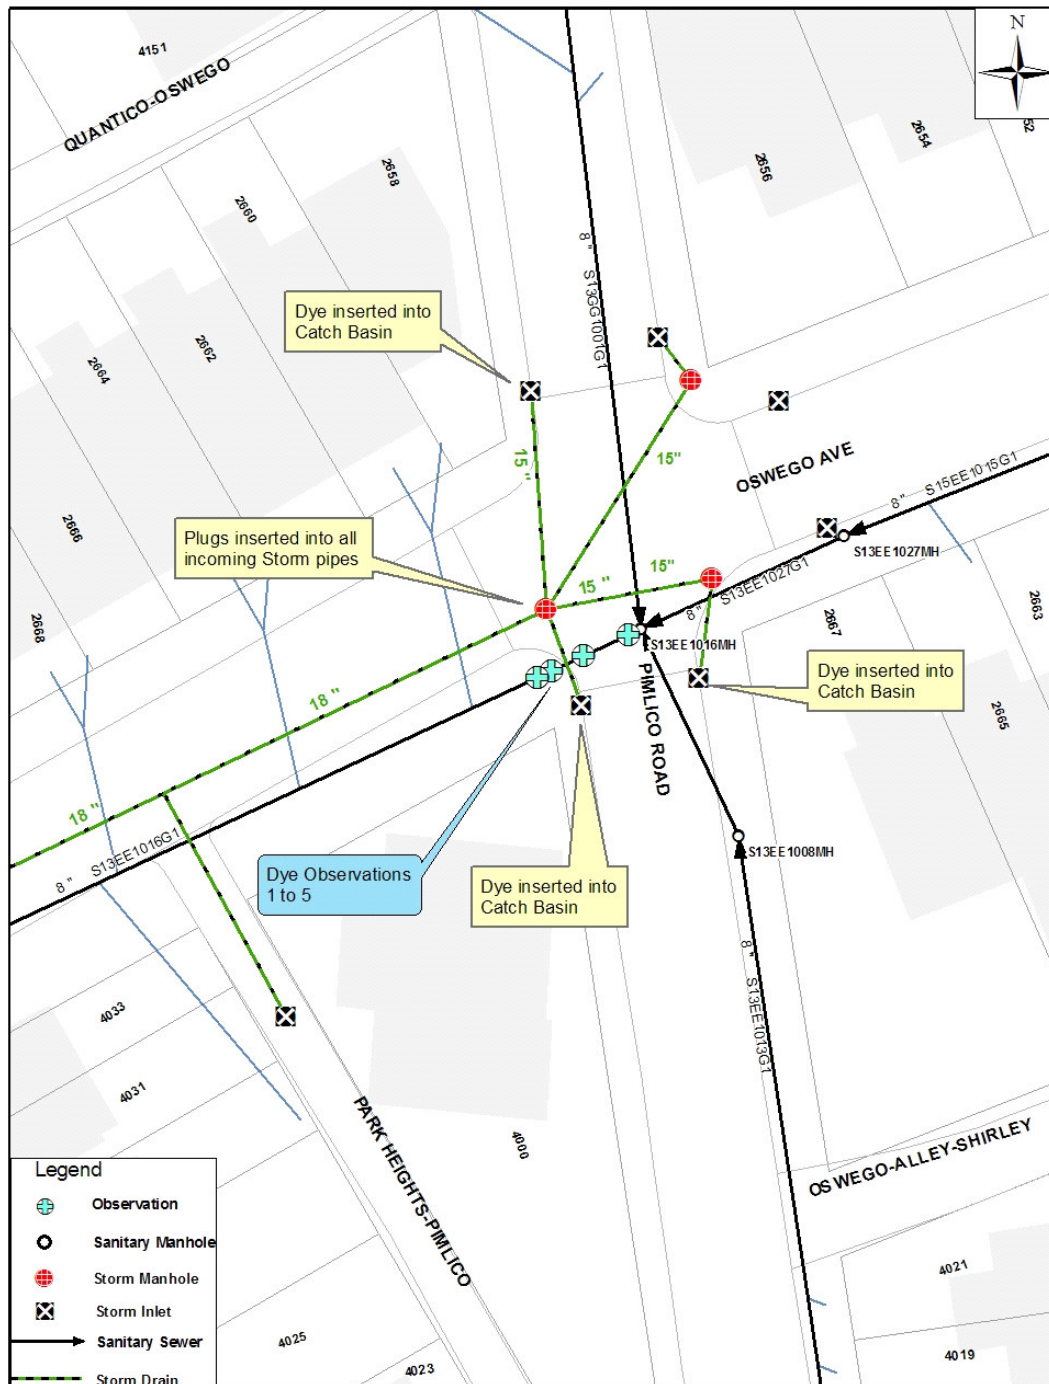 N
4151
QUANTICO-OSWEGO
2658
2660
2662
2664
2666
2668
2656
2654
52
8 "
S13GG1001G1
Dye inserted into
Catch Basin
15 "
15"
OSWEGO AVE
8 "
S15EE1015G1
S13EE1027MH
Plugs inserted into all
incoming Storm pipes
15 "
15"
8 "
S13EE1027G1
S13EE1016MH
2667
2663
2665
Dye inserted into
Catch Basin
PIMLICO ROAD
18 "
18 "
8 "
S13EE1016G1
Dye Observations
1 to 5
Dye inserted into
Catch Basin
S13EE1008MH
8 "
S13EE1013G1
4033
4031
PARK HEIGHTS-PIMLICO
4000
OSWEGO-ALLEY-SHIRLEY
4021
4019
4025
4023
Legend
Observation
Sanitary Manhole
Storm Manhole
Storm Inlet
Sanitary Sewer
Storm Drain